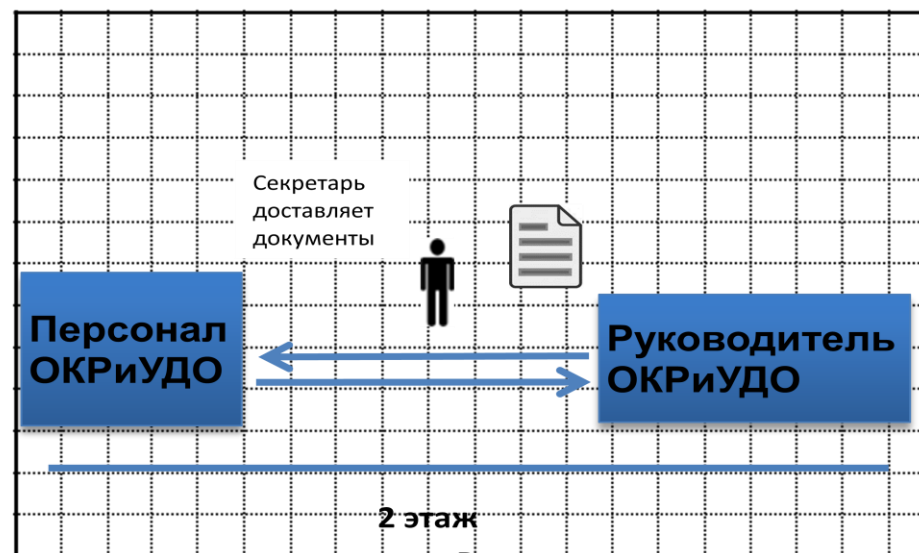 Секретарь
доставляет
документы
Персонал
ОКРиУДО
Руководитель
ОКРиУДО
2 этаж